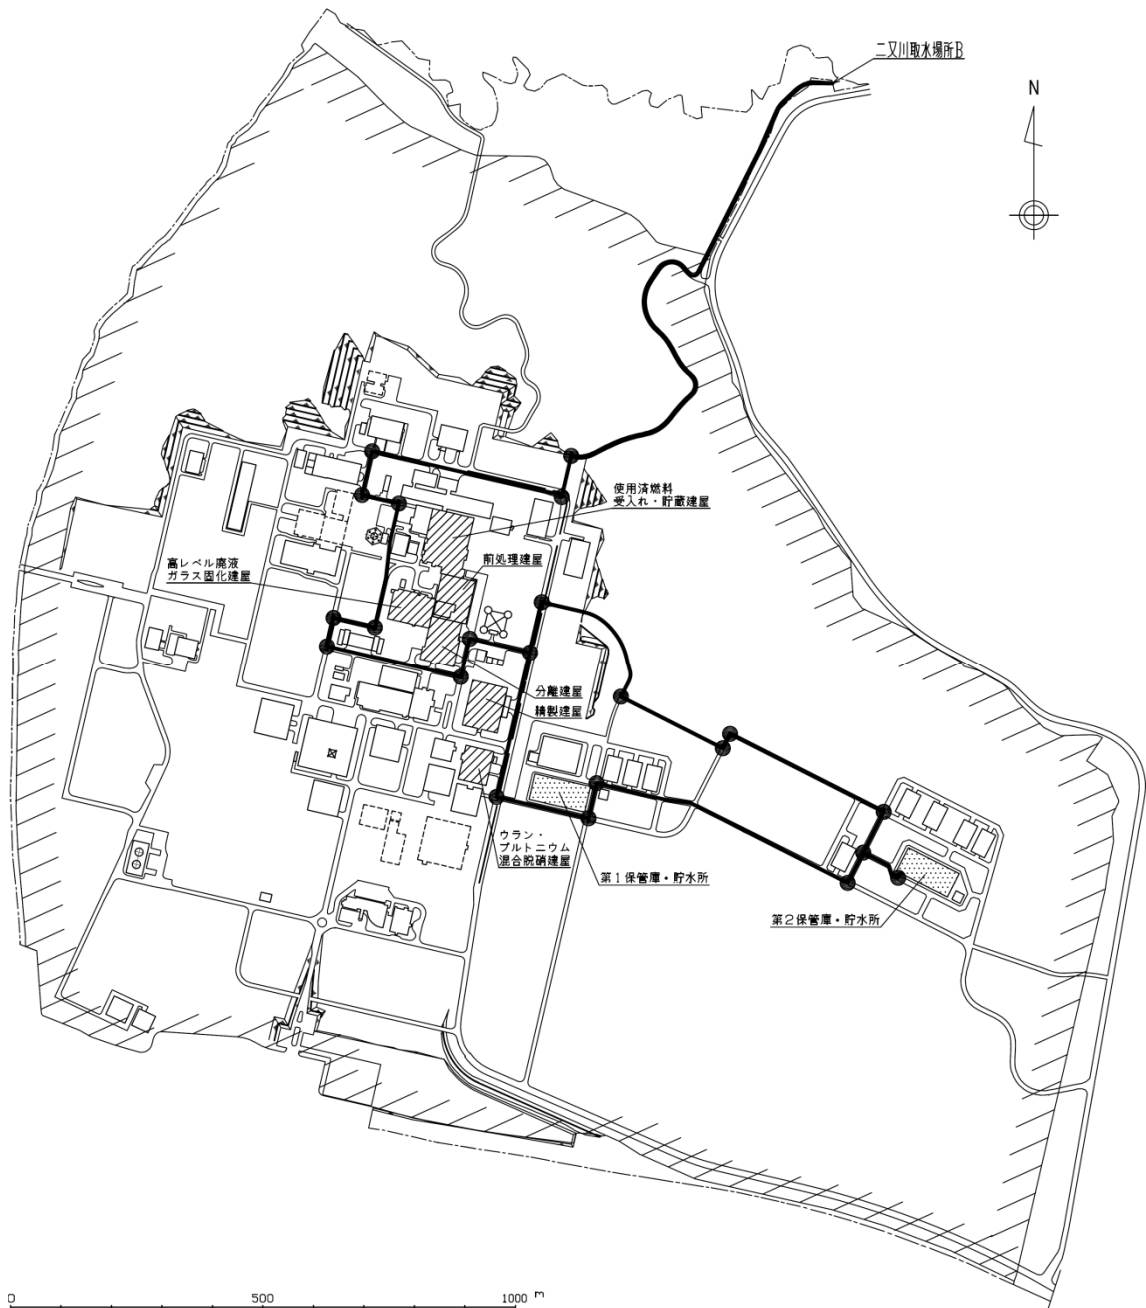 二又川取水場所B
N
使用済燃料
受入れ・貯蔵建屋
前処理建屋
高レベル廃液
ガラス固化建屋
分離建屋
精製建屋
ウラン・
プルトニウム
混合脱硝建屋
第1保管庫・貯水所
第2保管庫・貯水所
0 500 1000 m